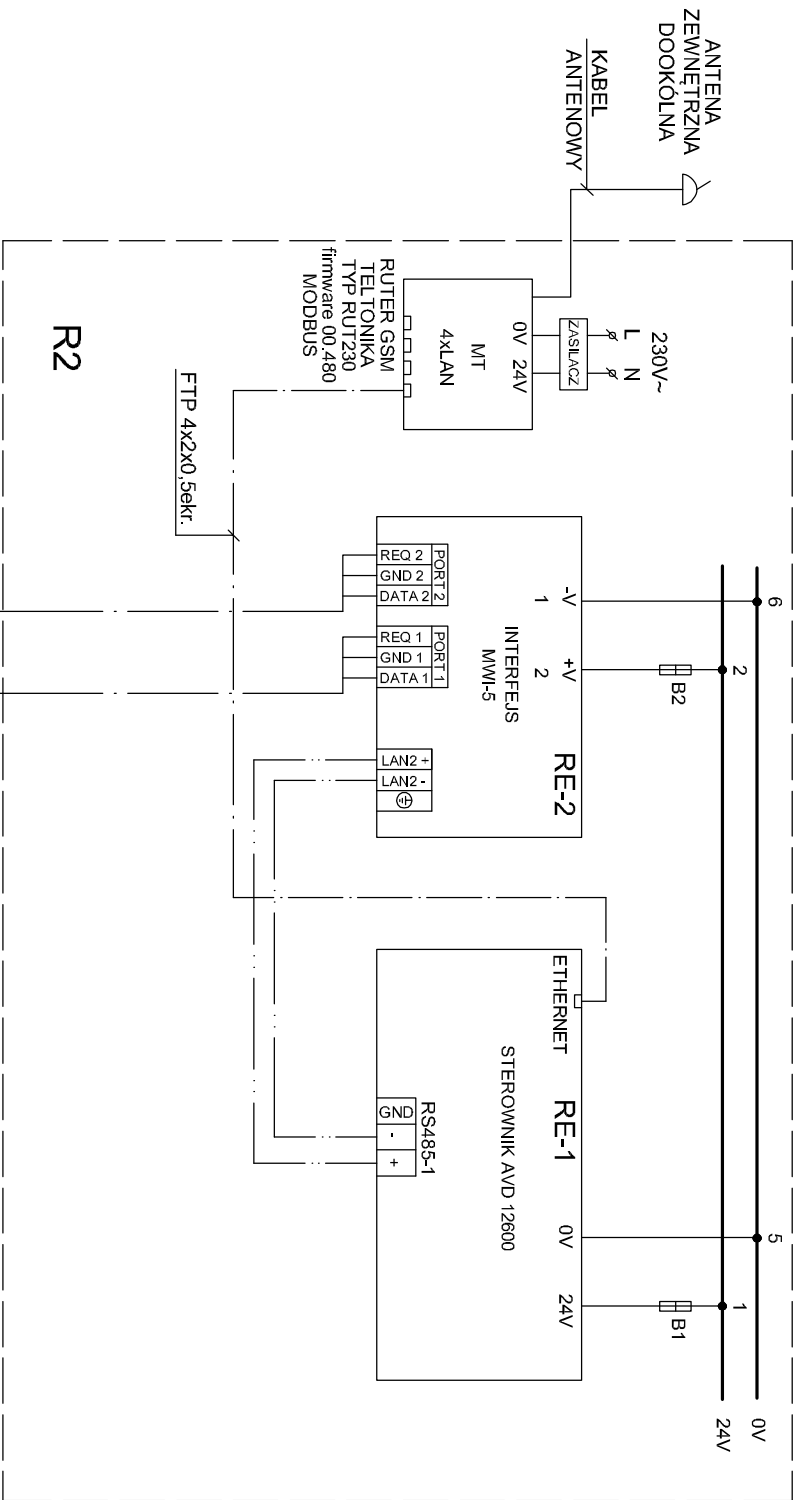 ANTENA
ZEWNĘTRZNA
DOOKÓLNA
KABEL
ANTENOWY
230V~
L
N
ZASILACZ
0V
24V
MT
4xLAN
RUTER GSM
TELTONIKA
TYP RUT230
firmware 00.480
MODBUS
FTP 4x2x0,5ekr.
R2
6
2
B2
-V
+V
1
2
INTERFEJS
MWI-5
RE-2
PORT 2
REQ 2
GND 2
DATA 2
PORT 1
REQ 1
GND 1
DATA 1
LAN2 +
LAN2 -
5
1
B1
0V
24V
ETHERNET
RE-1
0V
24V
STEROWNIK AVD 12600
RS485-1
GND
-
+